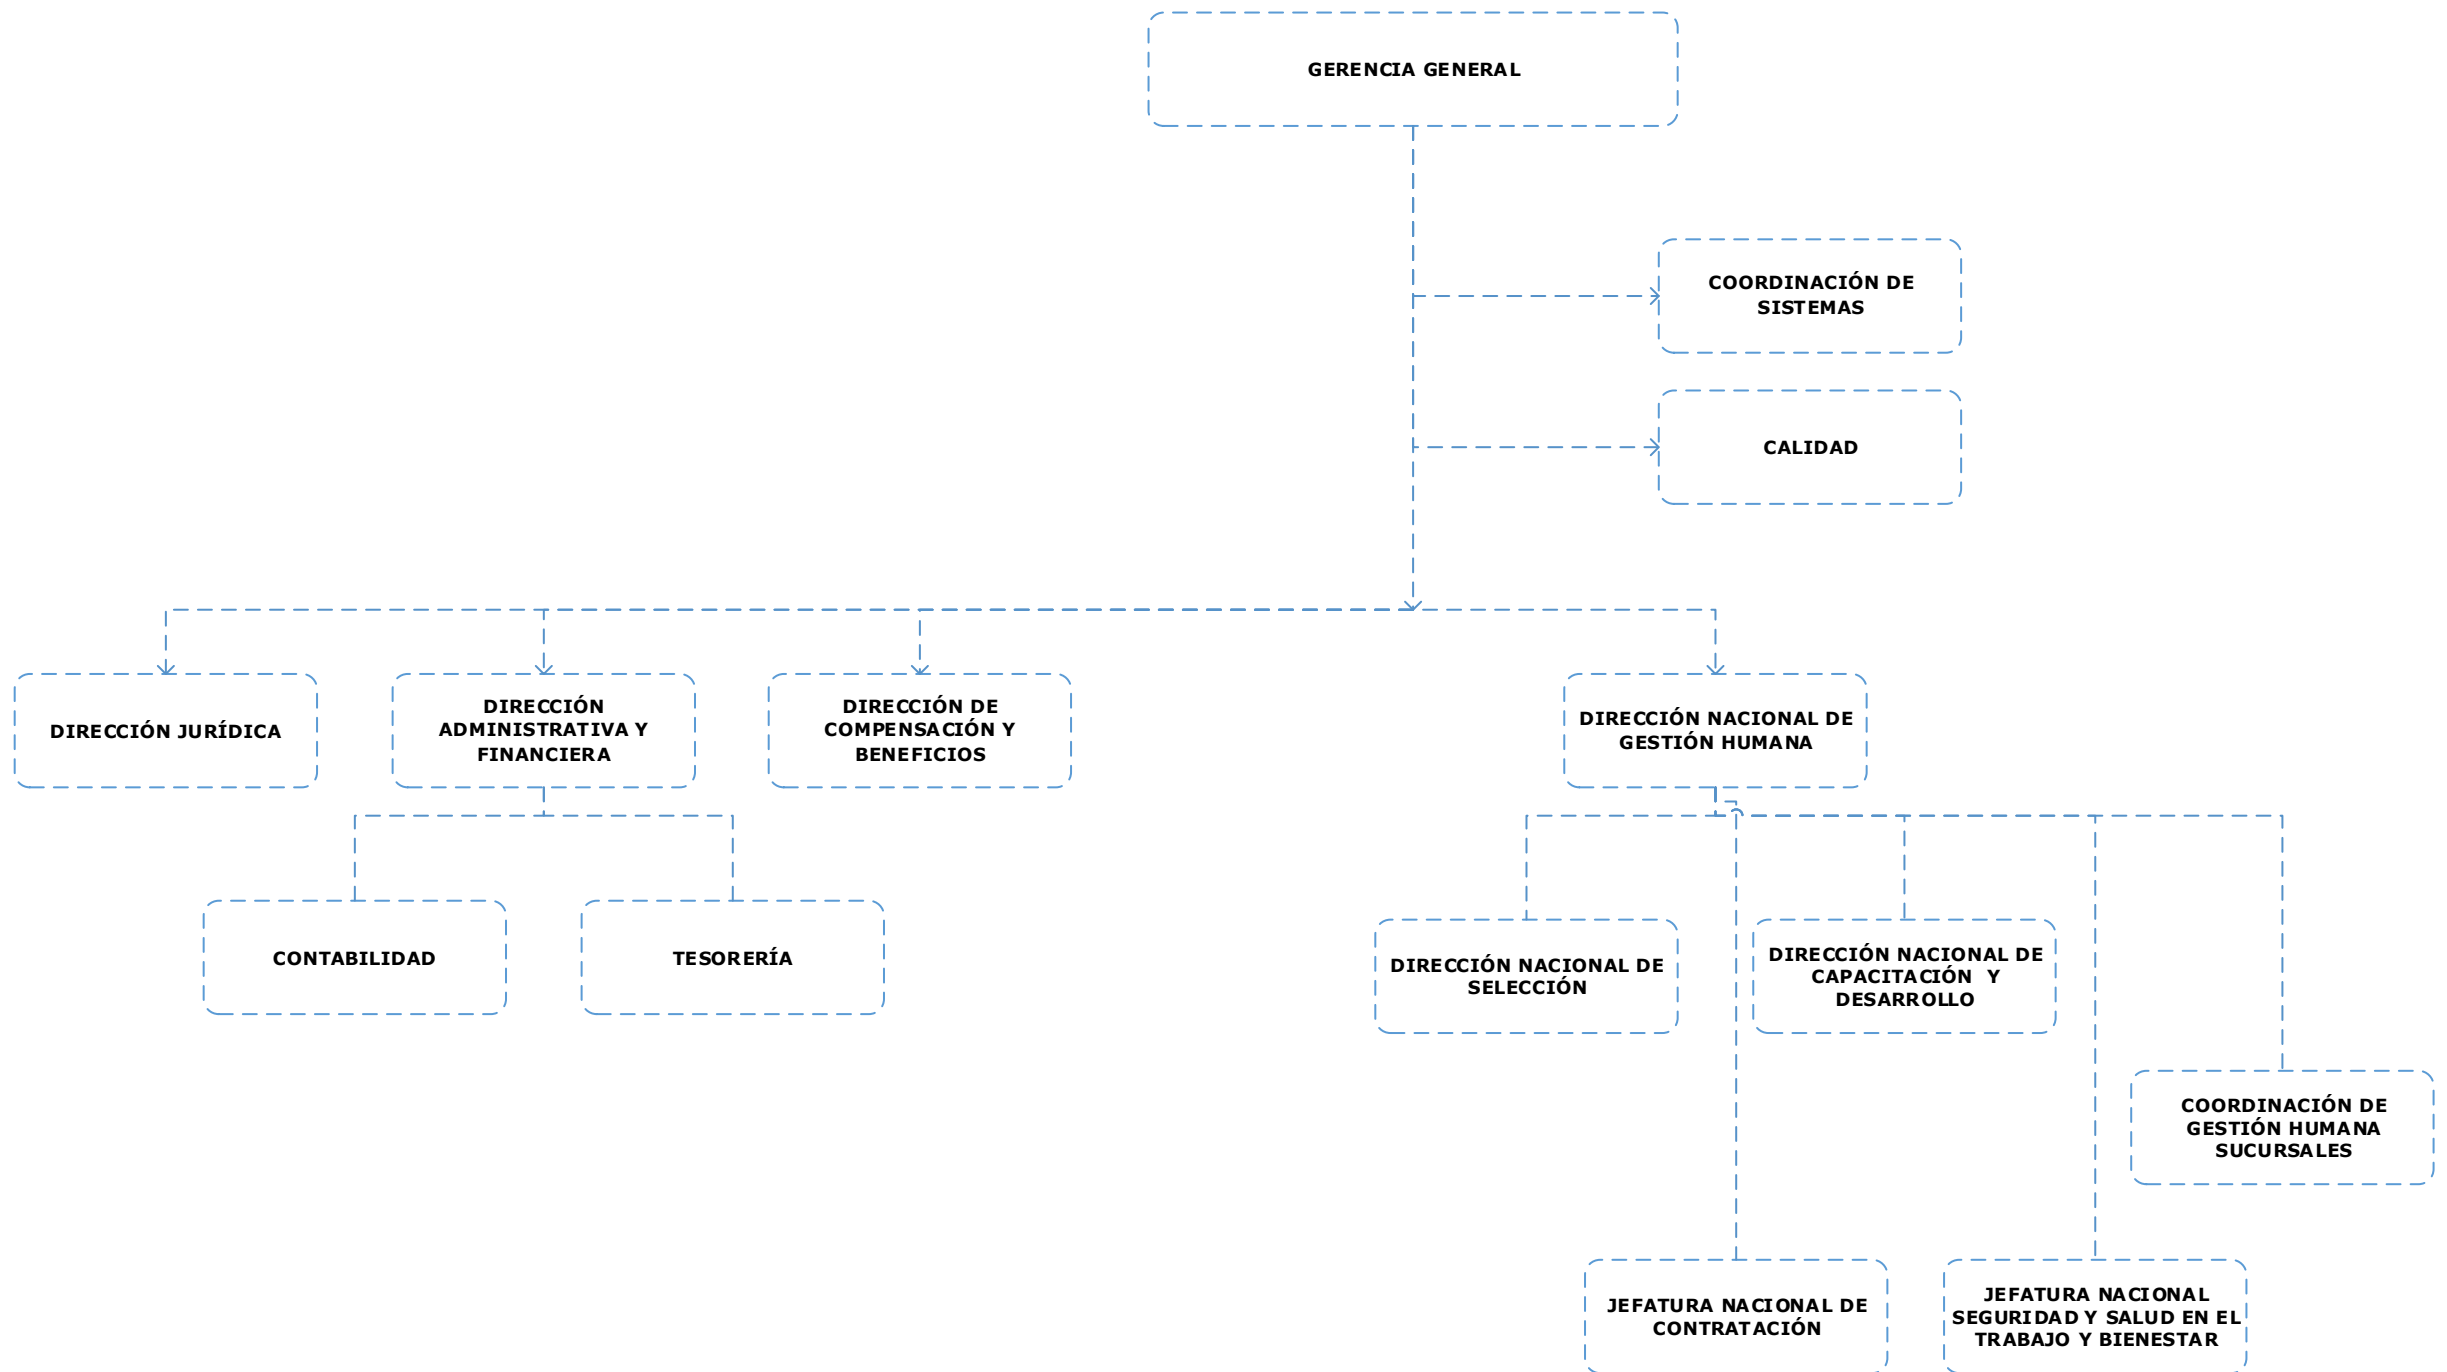 GERENCIA GENERAL
COORDINACIÓN DE
SISTEMAS
CALIDAD
DIRECCIÓN JURÍDICA
DIRECCIÓN
ADMINISTRATIVA Y
FINANCIERA
DIRECCIÓN DE
COMPENSACIÓN Y
BENEFICIOS
DIRECCIÓN NACIONAL DE
GESTIÓN HUMANA
CONTABILIDAD
TESORERÍA
DIRECCIÓN NACIONAL DE
SELECCIÓN
DIRECCIÓN NACIONAL DE
CAPACITACIÓN Y
DESARROLLO
COORDINACIÓN DE
GESTIÓN HUMANA
SUCURSALES
JEFATURA NACIONAL DE
CONTRATACIÓN
JEFATURA NACIONAL
SEGURIDAD Y SALUD EN EL
TRABAJO Y BIENESTAR